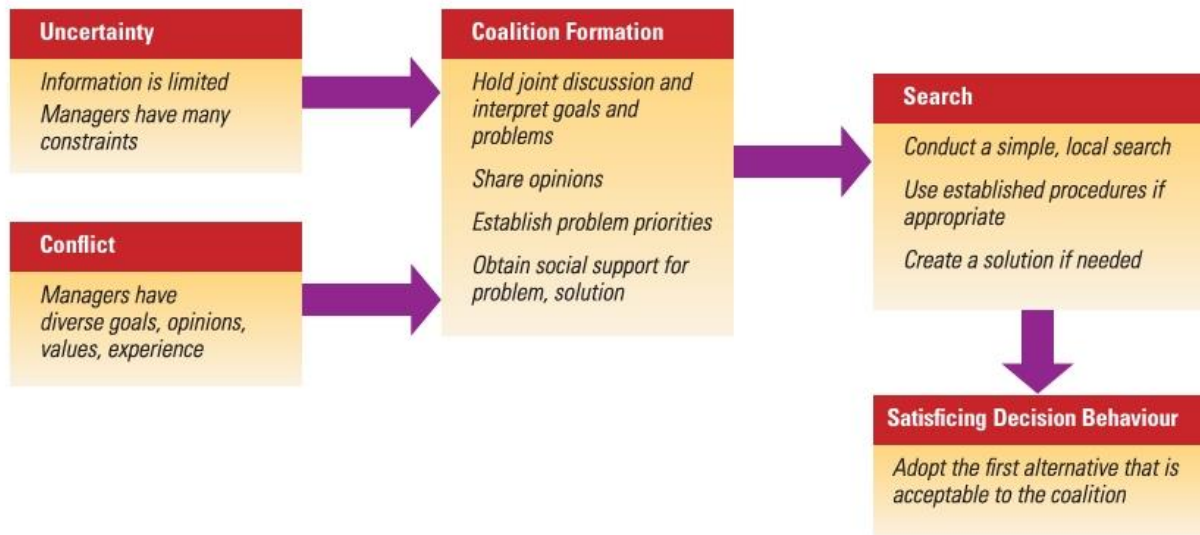 Uncertainty
Information is limited
Managers have many
constraints
Conflict
Managers have
diverse goals, opinions,
values, experience
Coalition Formation
Hold joint discussion and
interpret goals and
problems
Share opinions
Establish problem priorities
Obtain social support for
problem, solution
Search
Conduct a simple, local search
Use established procedures if
appropriate
Create a solution if needed
Satisficing Decision Behaviour
Adopt the first alternative that is
acceptable to the coalition